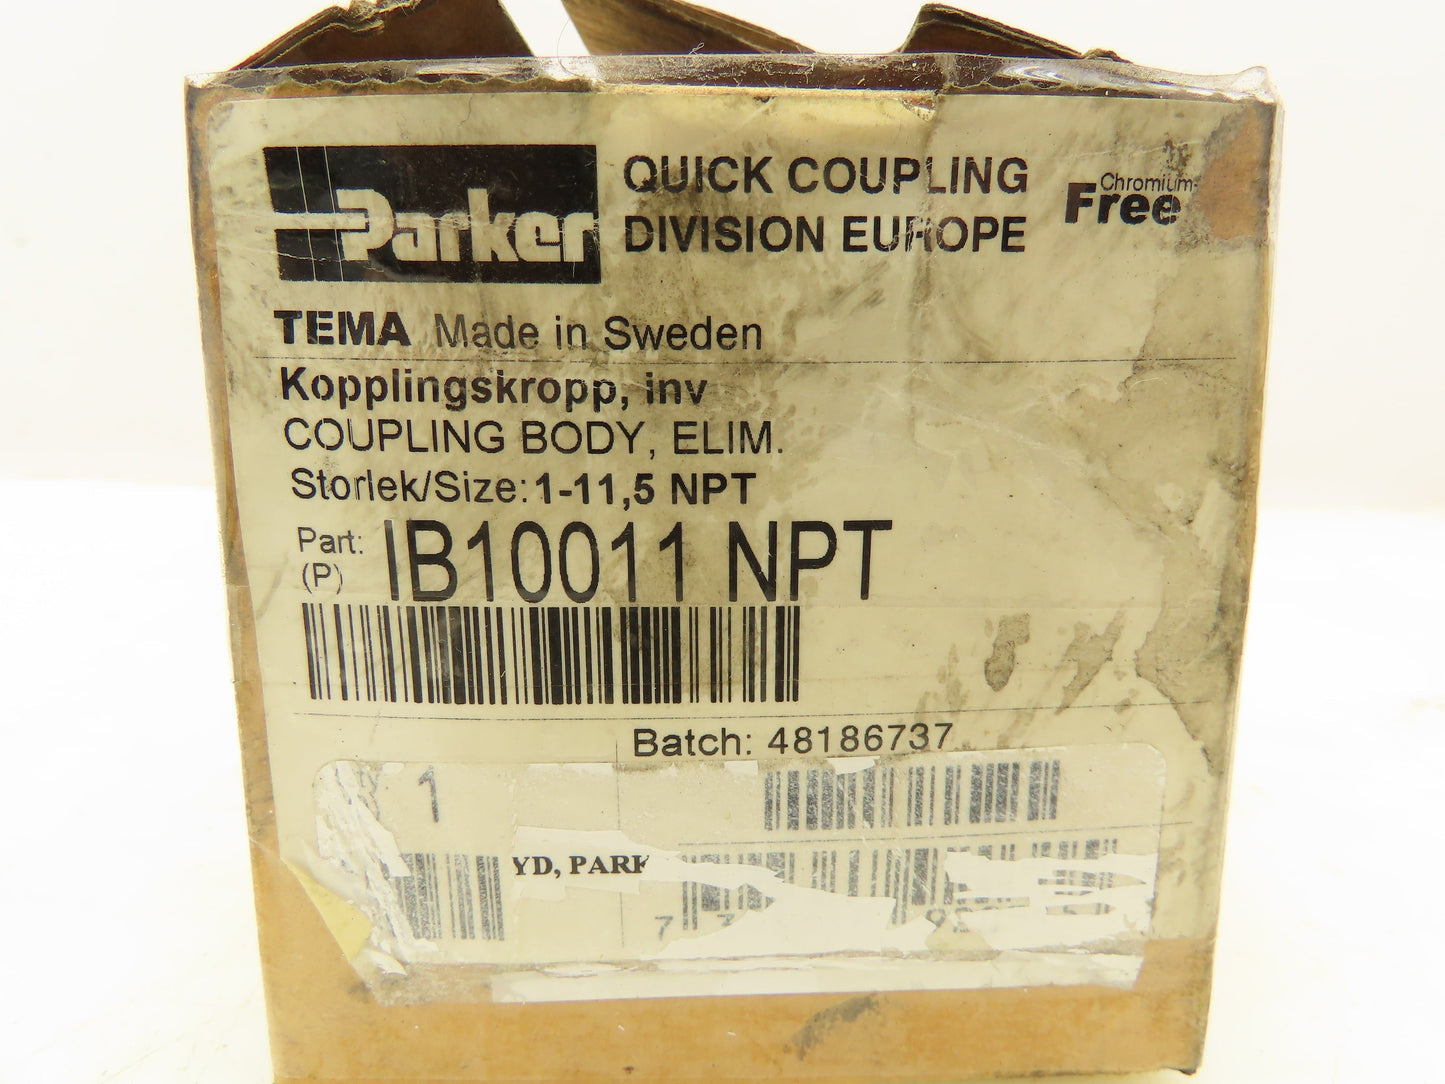 Parker
QUICK COUPLING
DIVISION EUROPE
Chromium-
Free
TEMA Made in Sweden
Kopplingskropp, inv
COUPLING BODY, ELIM.
Storlek/Size: 1-11,5 NPT
Part: IB10011 NPT
(P)
Batch: 48186737
1
YD, PARK
7